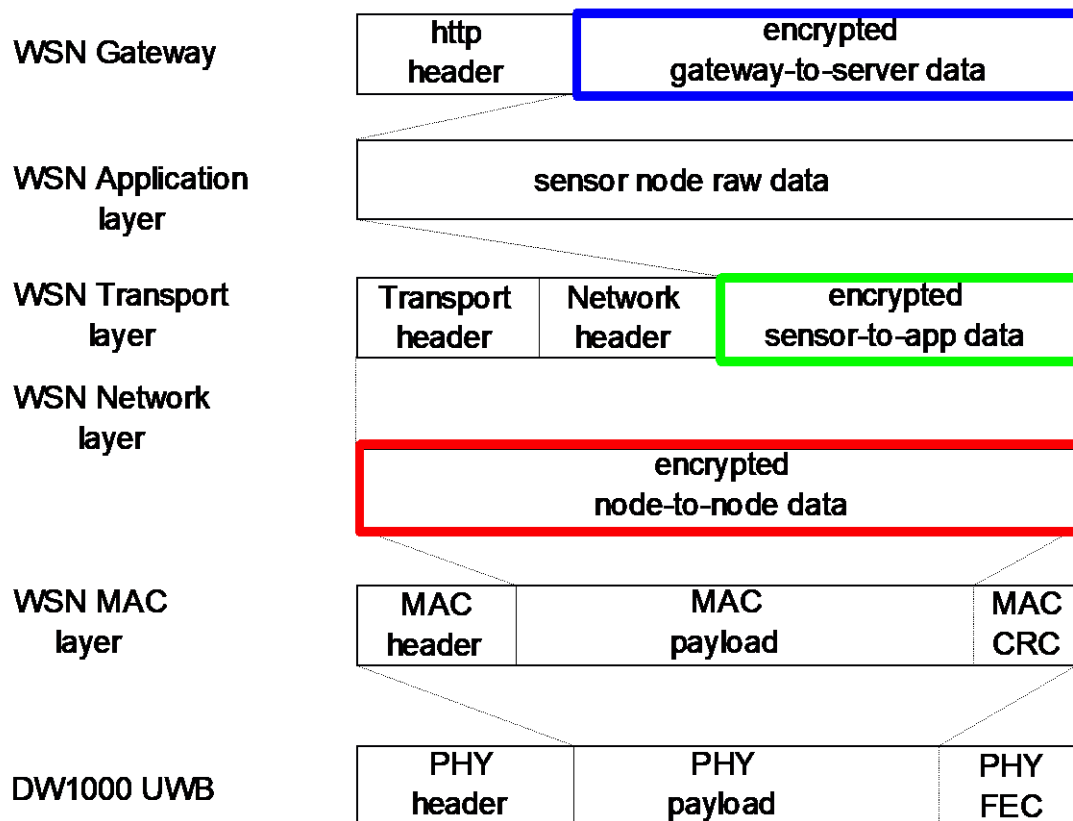 WSN Gateway
http
header
encrypted
gateway-to-server data
WSN Application
layer
sensor node raw data
WSN Transport
layer
Transport
header
Network
header
encrypted
sensor-to-app data
WSN Network
layer
encrypted
node-to-node data
WSN MAC
layer
MAC
header
MAC
payload
MAC
CRC
DW1000 UWB
PHY
header
PHY
payload
PHY
FEC